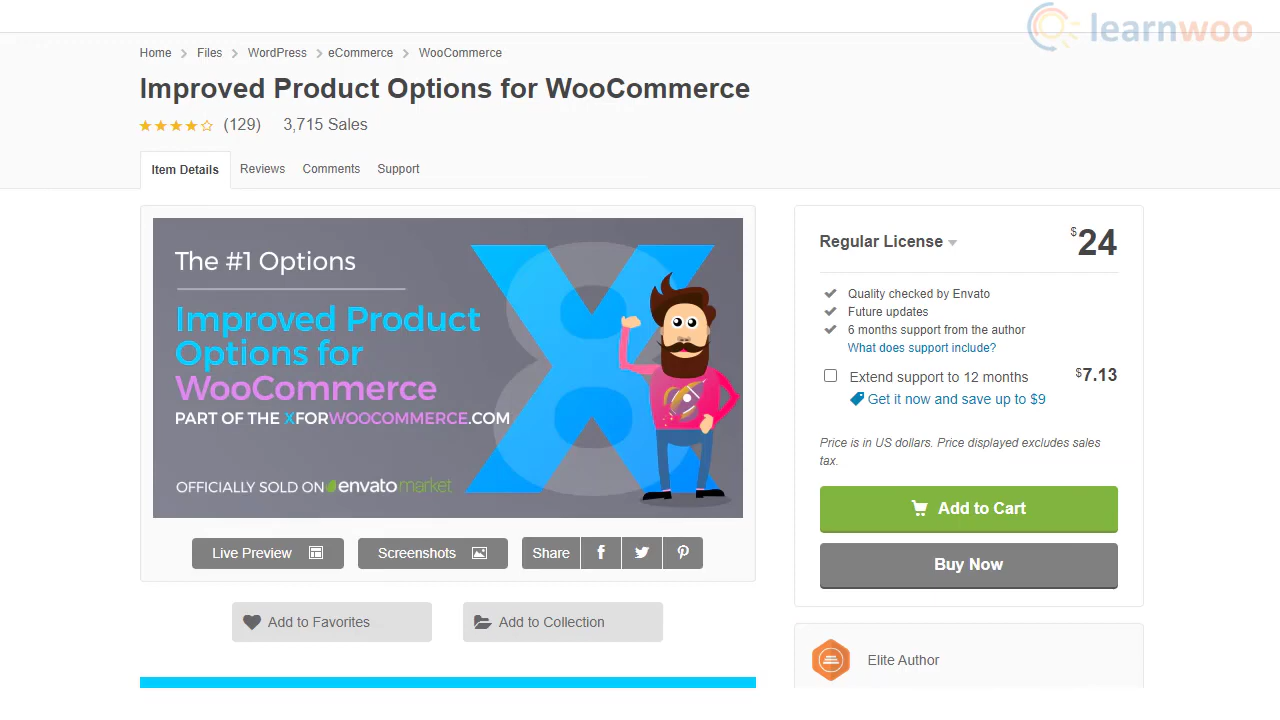 learnwoo
Home Files WordPress eCommerce WooCommerce
Improved Product Options for WooCommerce
(129) 3,715 Sales
Item Details Reviews Comments Support
The #1 Options
Improved Product
Options for
WooCommerce
PART OF THE XFORWOOCOMMERCE.COM
OFFICIALLY SOLD ON envato market
Live Preview Screenshots Share
Add to Favorites Add to Collection
Regular License $24
Quality checked by Envato
Future updates
6 months support from the author
What does support include?
Extend support to 12 months $7.13
Get it now and save up to $9
Price is in US dollars. Price displayed excludes sales
tax.
Add to Cart
Buy Now
Elite Author